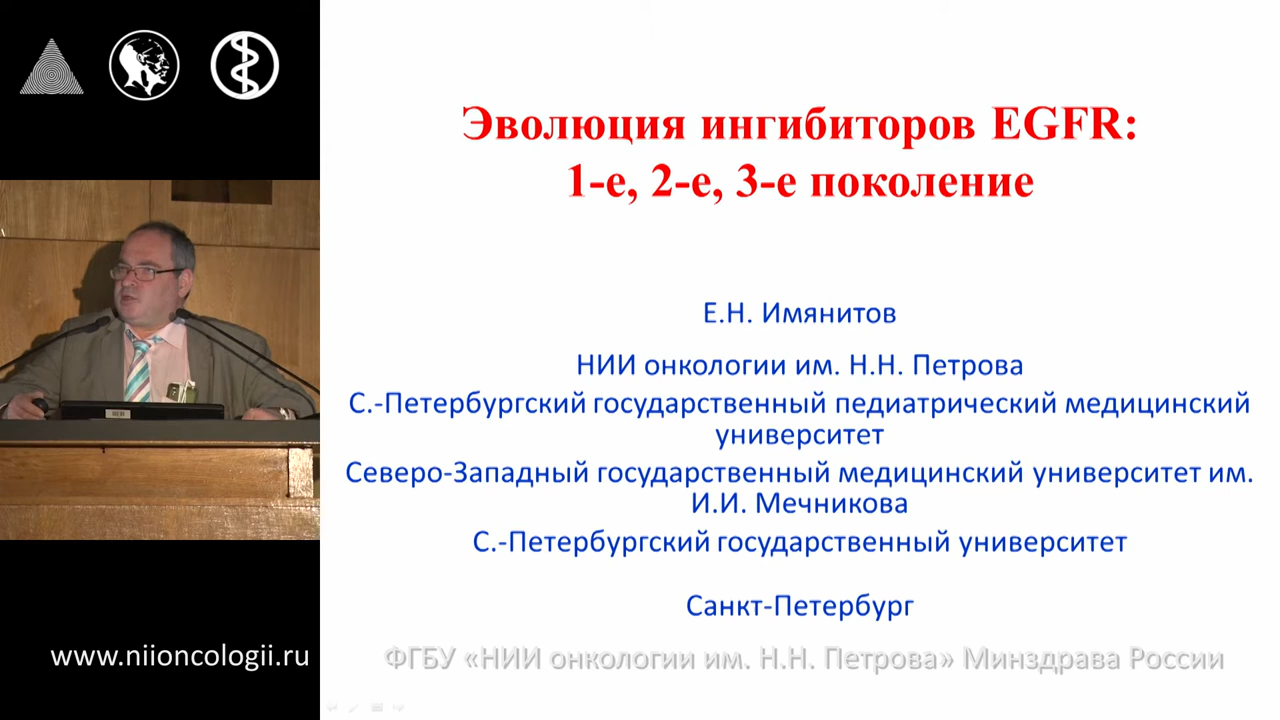 Эволюция ингибиторов EGFR:
1-е, 2-е, 3-е поколение
Е.Н. Имянитов
НИИ онкологии им. Н.Н. Петрова
С.-Петербургский государственный педиатрический медицинский
университет
Северо-Западный государственный медицинский университет им.
И.И. Мечникова
С.-Петербургский государственный университет
Санкт-Петербург
www.niioncologii.ru
ФГБУ «НИИ онкологии им. Н.Н. Петрова» Минздрава России